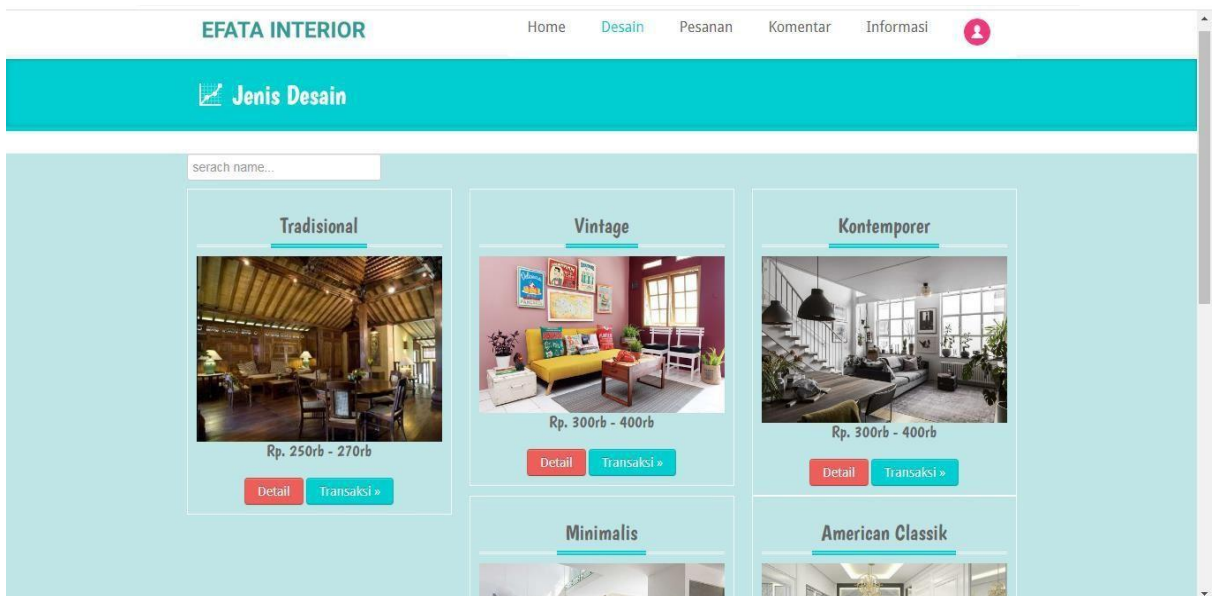 EFATA INTERIOR
Home Desain Pesanan Komentar Informasi
Jenis Desain
serach name...
Tradisional
Rp. 250rb - 270rb
Detail Transaksi »
Vintage
Rp. 300rb - 400rb
Detail Transaksi »
Kontemporer
Rp. 300rb - 400rb
Detail Transaksi »
Minimalis
American Classik